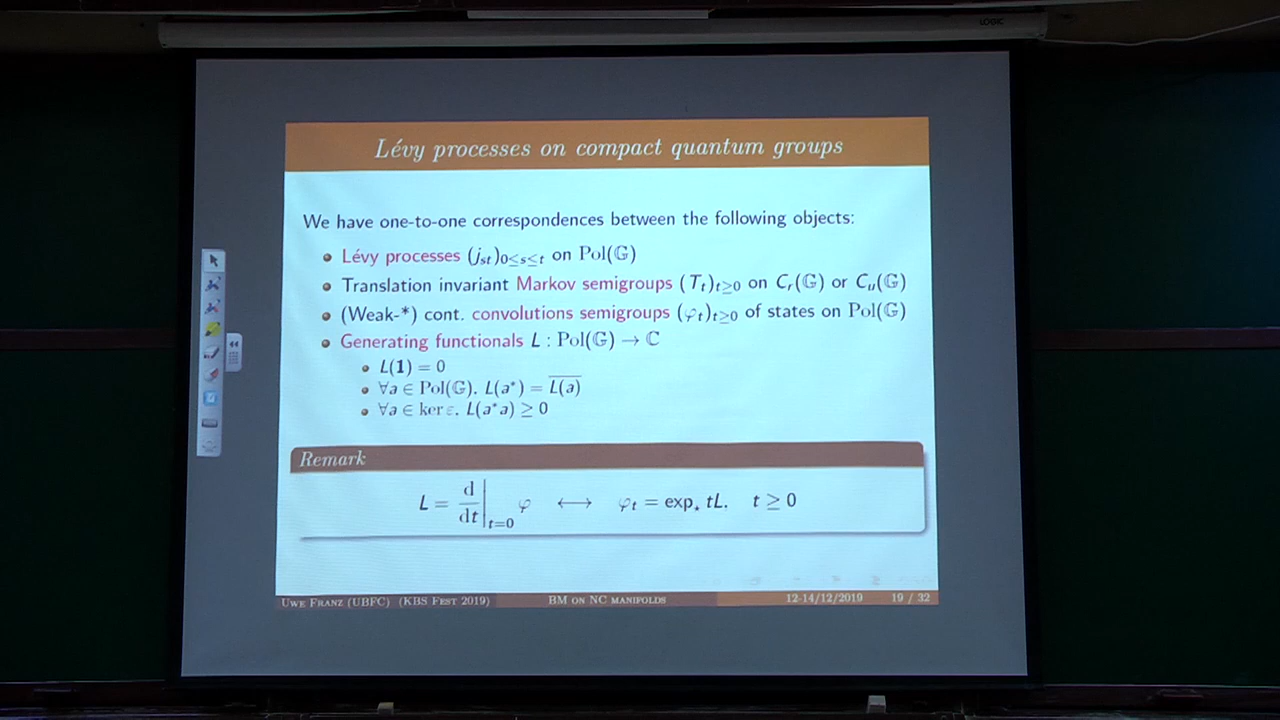 LOGIC
Lévy processes on compact quantum groups
We have one-to-one correspondences between the following objects:
• Lévy processes (j_{st})_{0≤s≤t} on Pol(𝔾)
• Translation invariant Markov semigroups (T_t)_{t≥0} on C_r(𝔾) or C_u(𝔾)
• (Weak-*) cont. convolutions semigroups (φ_t)_{t≥0} of states on Pol(𝔾)
• Generating functionals L : Pol(𝔾) → ℂ
• L(1) = 0
• ∀a ∈ Pol(𝔾), L(a*) = \overline{L(a)}
• ∀a ∈ ker ε, L(a*a) ≥ 0
Remark
L = d/dt|_{t=0} φ ⟷ φ_t = exp_⋆ tL, t ≥ 0
UWE FRANZ (UBFC) (KBS FEST 2019) BM ON NC MANIFOLDS 12-14/12/2019 19 / 32